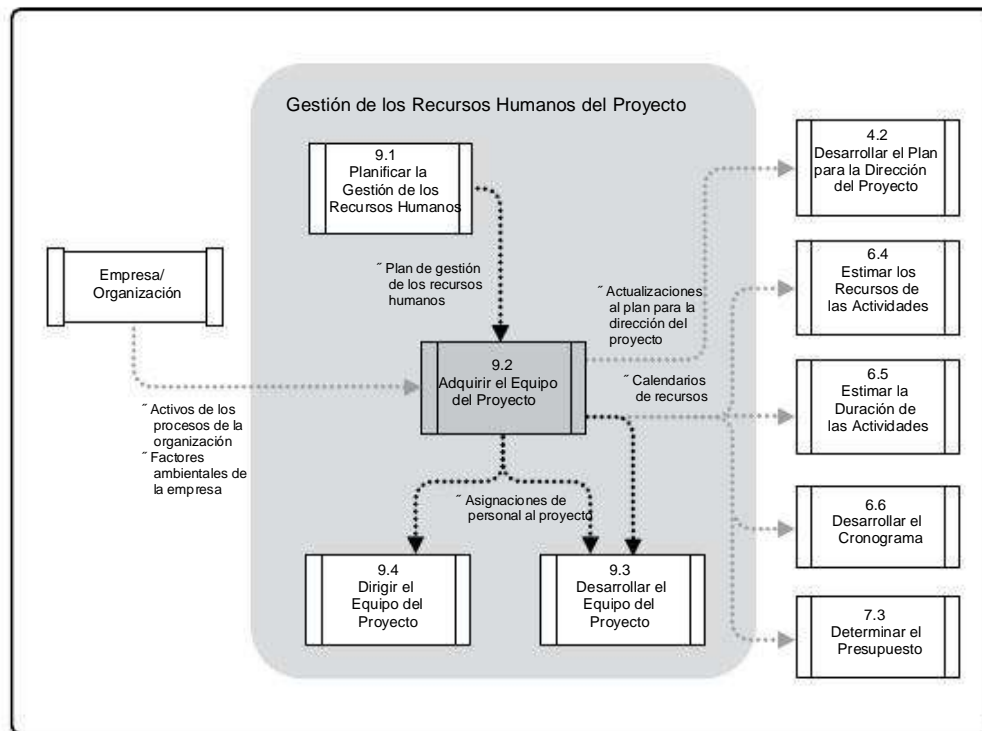 Gestión de los Recursos Humanos del Proyecto
9.1
Planificar la
Gestión de los
Recursos Humanos
4.2
Desarrollar el Plan
para la Dirección
del Proyecto
Empresa/
Organización
˝ Plan de gestión
de los recursos
humanos
˝ Actualizaciones
al plan para la
dirección del
proyecto
6.4
Estimar los
Recursos de
las Actividades
9.2
Adquirir el Equipo
del Proyecto
˝ Calendarios
de recursos
6.5
Estimar la
Duración de
las Actividades
˝ Activos de los
procesos de la
organización
˝ Factores
ambientales de
la empresa
˝ Asignaciones de
personal al proyecto
6.6
Desarrollar el
Cronograma
9.4
Dirigir el
Equipo del
Proyecto
9.3
Desarrollar el
Equipo del
Proyecto
7.3
Determinar el
Presupuesto